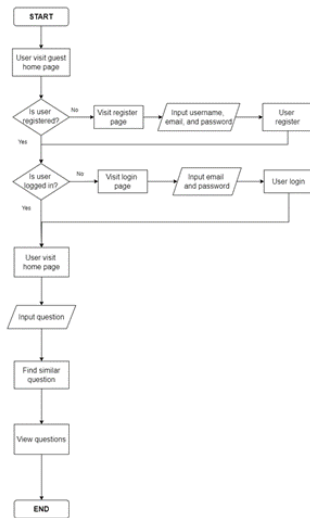 START
User visit guest
home page
is user
registered?
No
Visit register
page
Input username,
email, and password
User
register
Yes
is user
logged in?
No
Visit login
page
Input email
and password
User login
Yes
User visit
home page
Input question
Find similar
question
View questions
END